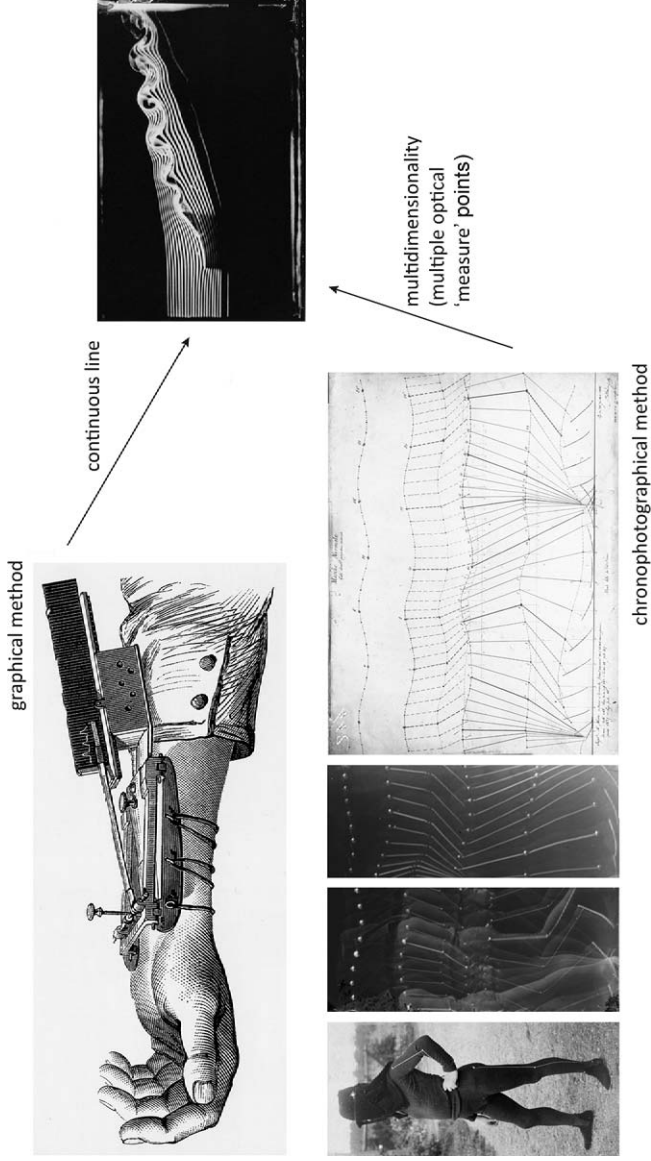 graphical method
continuous line
multidimensionality
(multiple optical
‘measure’ points)
chronophotographical method